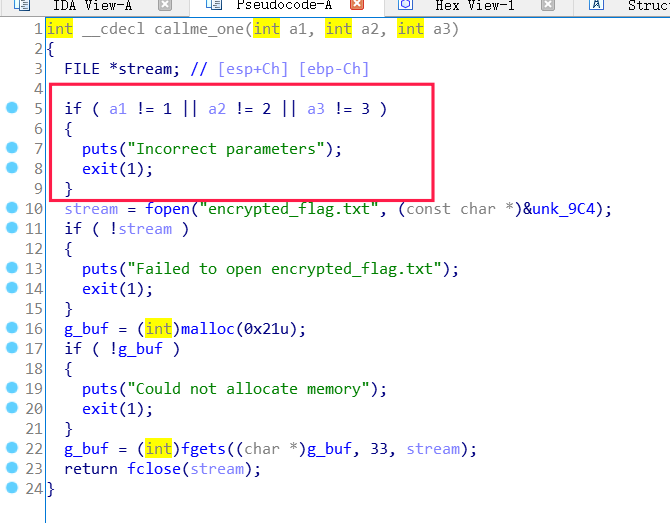 IDA View-A Pseudocode-A Hex View-1 A Struct
1 int __cdecl callme_one(int a1, int a2, int a3)
2 {
3 FILE *stream; // [esp+Ch] [ebp-Ch]
4
5 if ( a1 != 1 || a2 != 2 || a3 != 3 )
6 {
7 puts("Incorrect parameters");
8 exit(1);
9 }
10 stream = fopen("encrypted_flag.txt", (const char *)&unk_9C4);
11 if ( !stream )
12 {
13 puts("Failed to open encrypted_flag.txt");
14 exit(1);
15 }
16 g_buf = (int)malloc(0x21u);
17 if ( !g_buf )
18 {
19 puts("Could not allocate memory");
20 exit(1);
21 }
22 g_buf = (int)fgets((char *)g_buf, 33, stream);
23 return fclose(stream);
24 }